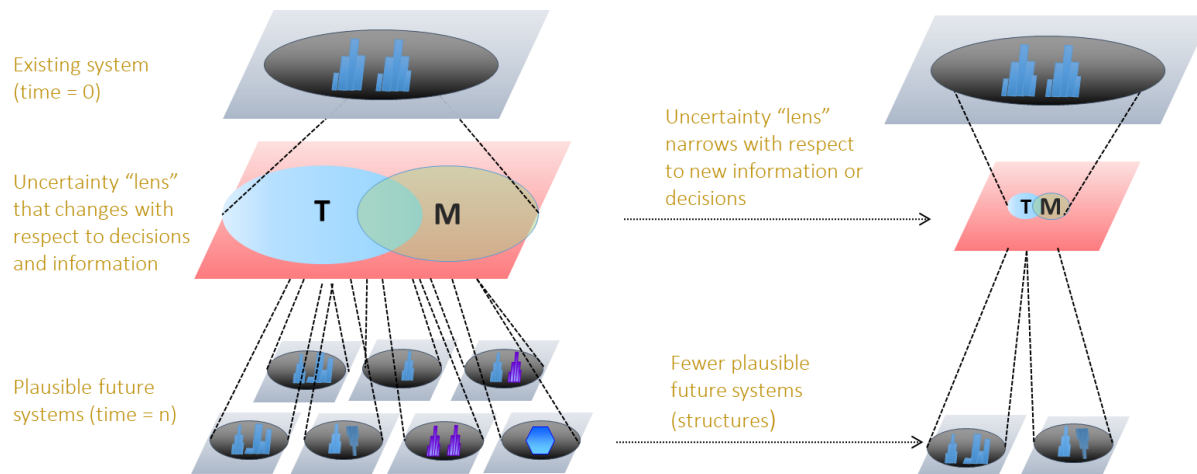 Existing system
(time = 0)
Uncertainty “lens”
that changes with
respect to decisions
and information
T
M
Plausible future
systems (time = n)
Uncertainty “lens”
narrows with respect
to new information or
decisions
T
M
Fewer plausible
future systems
(structures)